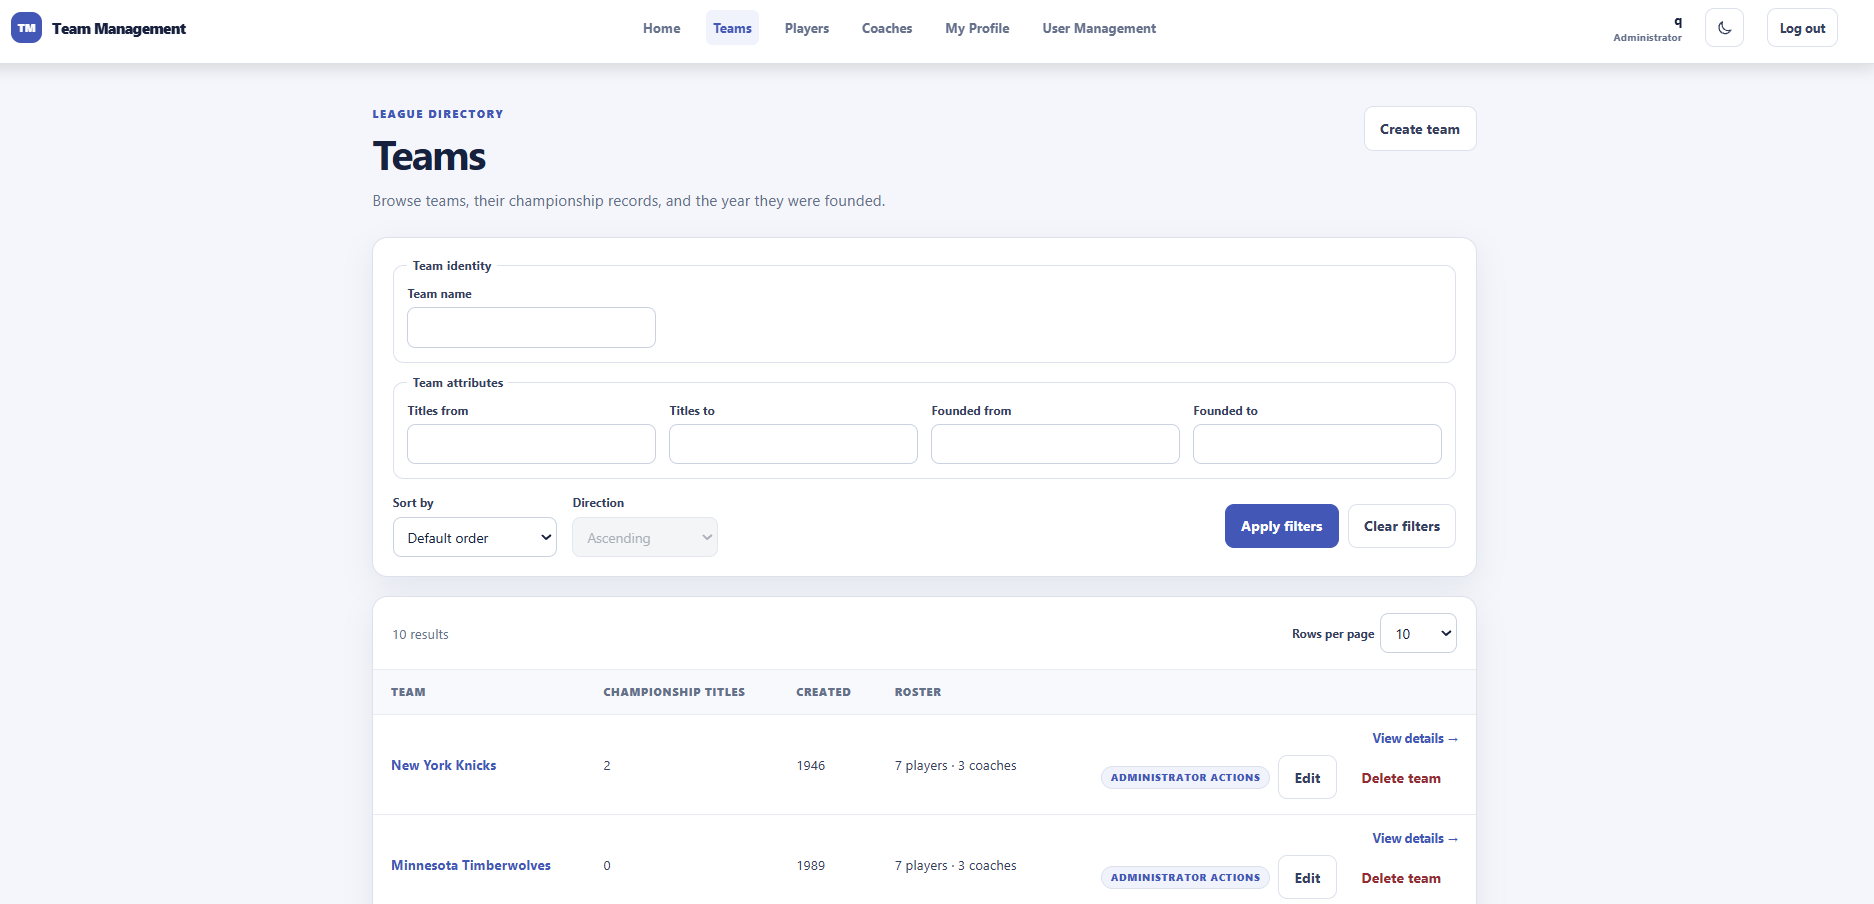 TM Team Management Home Teams Players Coaches My Profile User Management q Log out
Administrator
LEAGUE DIRECTORY
Teams
Create team
Browse teams, their championship records, and the year they were founded.
Team identity
Team name
Team attributes
Titles from Titles to Founded from Founded to
Sort by Direction
Default order Ascending Apply filters Clear filters
10 results Rows per page 10
TEAM CHAMPIONSHIP TITLES CREATED ROSTER
View details →
New York Knicks 2 1946 7 players · 3 coaches
ADMINISTRATOR ACTIONS Edit Delete team
View details →
Minnesota Timberwolves 0 1989 7 players · 3 coaches
ADMINISTRATOR ACTIONS Edit Delete team